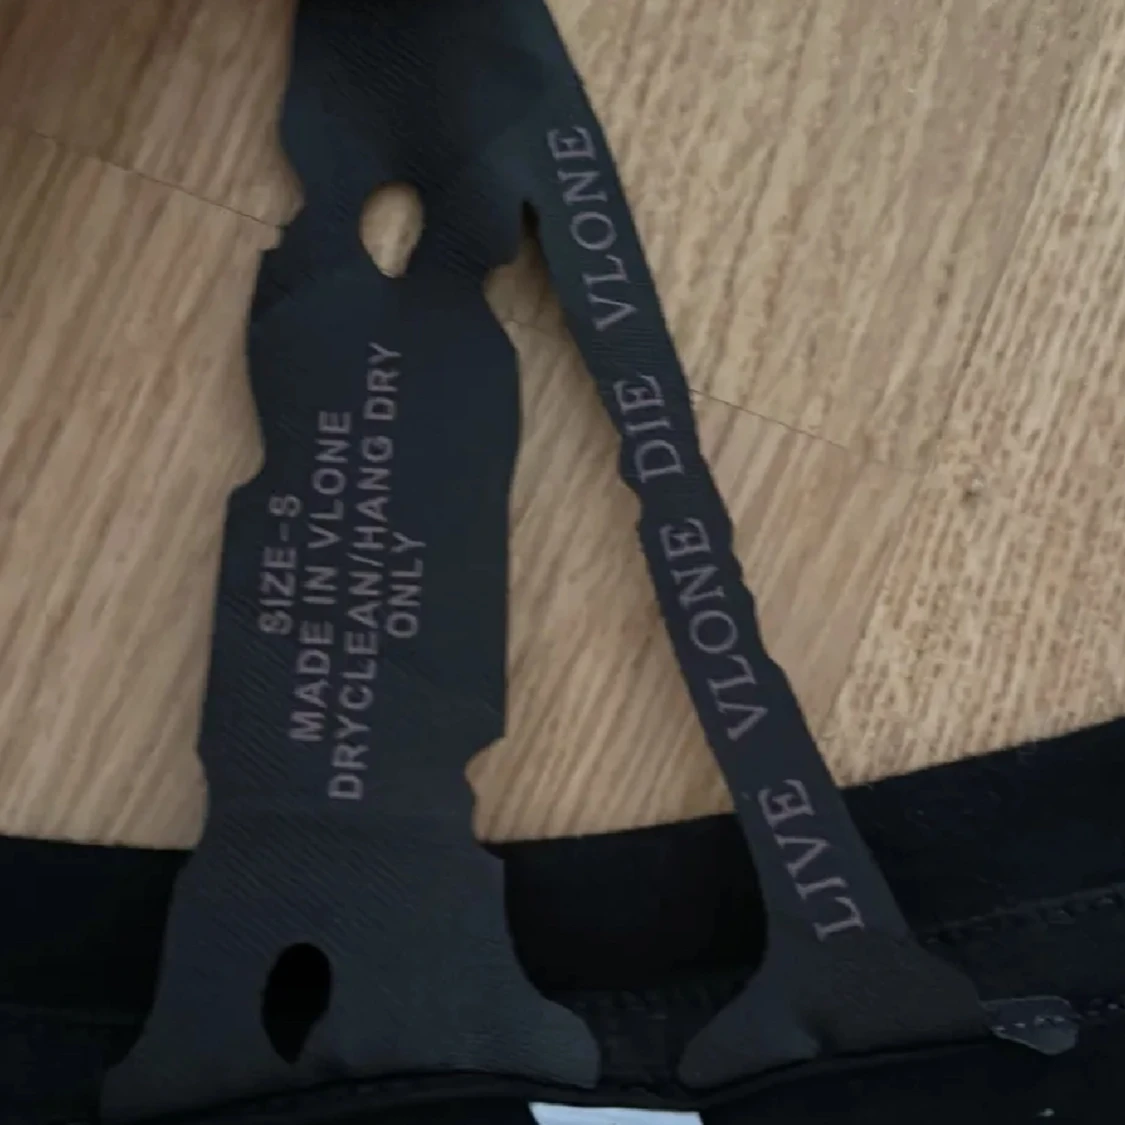 SIZE-S
MADE IN VLONE
DRYCLEAN/HANG DRY
ONLY
LIVE VLONE DIE VLONE